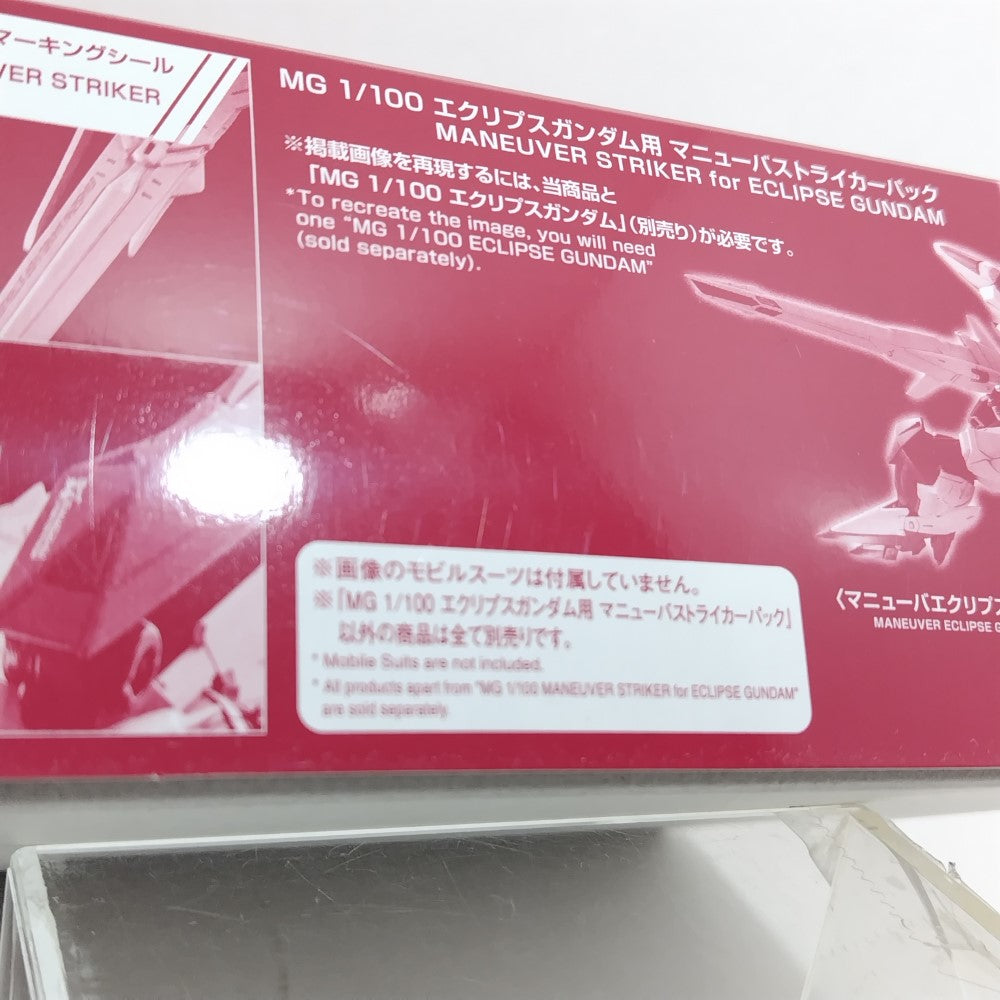 マーキングシール
VER STRIKER
MG 1/100 エクリプスガンダム用 マニューバストライカーパック
MANEUVER STRIKER for ECLIPSE GUNDAM
※掲載画像を再現するには、当商品と
「MG 1/100 エクリプスガンダム」（別売り）が必要です。
*To recreate the image, you will need
one "MG 1/100 ECLIPSE GUNDAM"
(sold separately).
〈マニューバエクリプスガ
MANEUVER ECLIPSE G
※画像のモビルスーツは付属していません。
※「MG 1/100 エクリプスガンダム用 マニューバストライカーパック」
以外の商品は全て別売りです。
* Mobile Suits are not included.
* All products apart from "MG 1/100 MANEUVER STRIKER for ECLIPSE GUNDAM"
are sold separately.